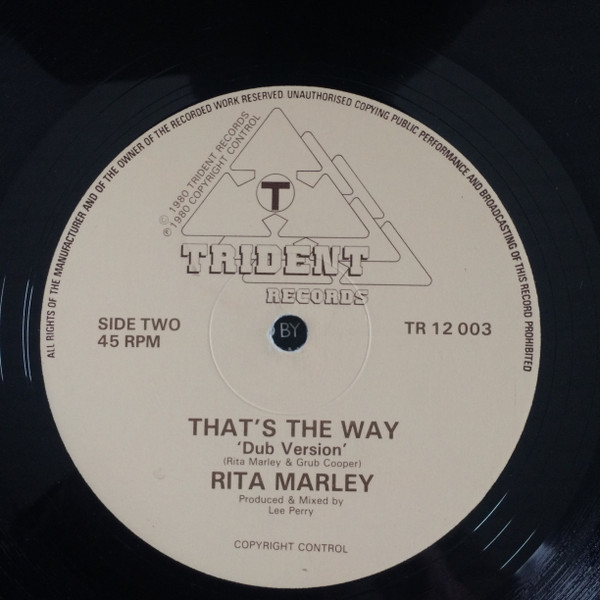 ALL RIGHTS OF THE MANUFACTURER AND OF THE OWNER OF THE RECORDED WORK RESERVED. UNAUTHORISED COPYING PUBLIC PERFORMANCE AND BROADCASTING OF THIS RECORD PROHIBITED
© 1980 TRIDENT RECORDS
℗ 1980 COPYRIGHT CONTROL
T
TRIDENT
RECORDS
SIDE TWO
45 RPM
BY
TR 12 003
THAT'S THE WAY
'Dub Version'
(Rita Marley & Grub Cooper)
RITA MARLEY
Produced & Mixed by
Lee Perry
COPYRIGHT CONTROL